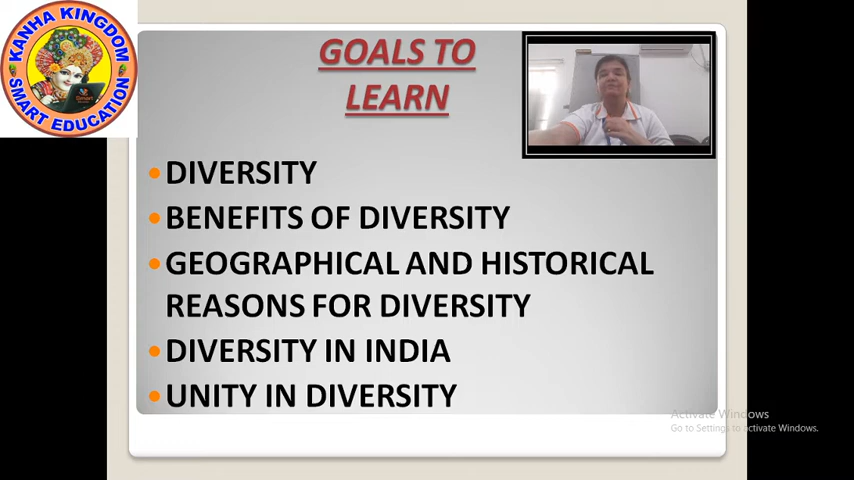 KANHA KINGDOM
SMART EDUCATION
GOALS TO
LEARN
DIVERSITY
BENEFITS OF DIVERSITY
GEOGRAPHICAL AND HISTORICAL
REASONS FOR DIVERSITY
DIVERSITY IN INDIA
UNITY IN DIVERSITY
Activate Windows
Go to Settings to activate Windows.